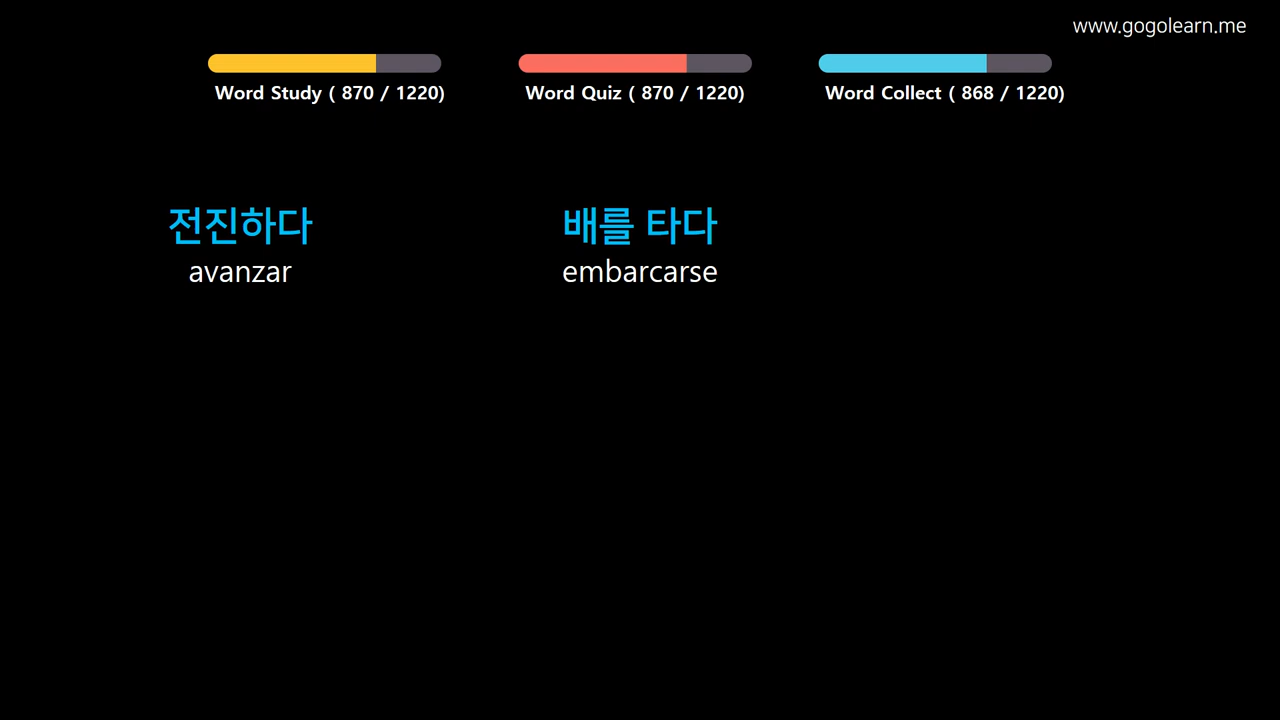 www.gogolearn.me
Word Study ( 870 / 1220)
Word Quiz ( 870 / 1220)
Word Collect ( 868 / 1220)
전진하다
avanzar
배를 타다
embarcarse